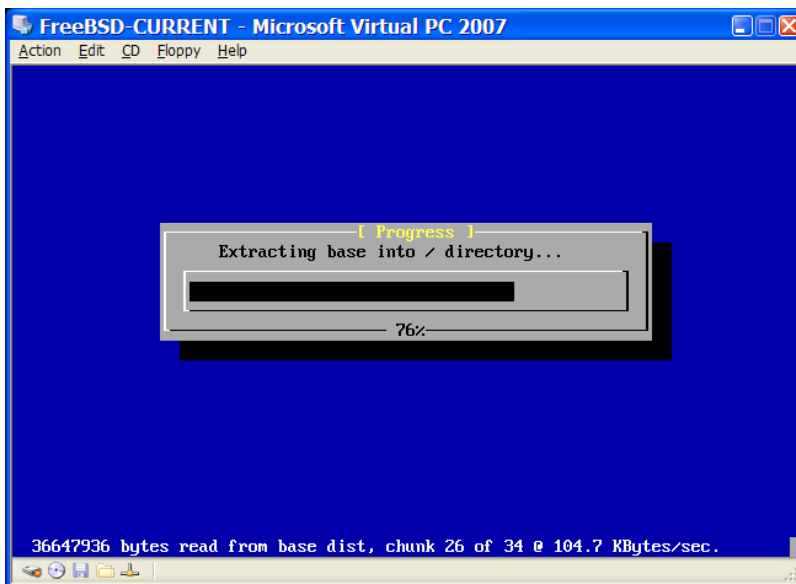 FreeBSD-CURRENT - Microsoft Virtual PC 2007
Action Edit CD Floppy Help
[ Progress ]
Extracting base into / directory...
76%
36647936 bytes read from base dist, chunk 26 of 34 @ 104.7 KBytes/sec.